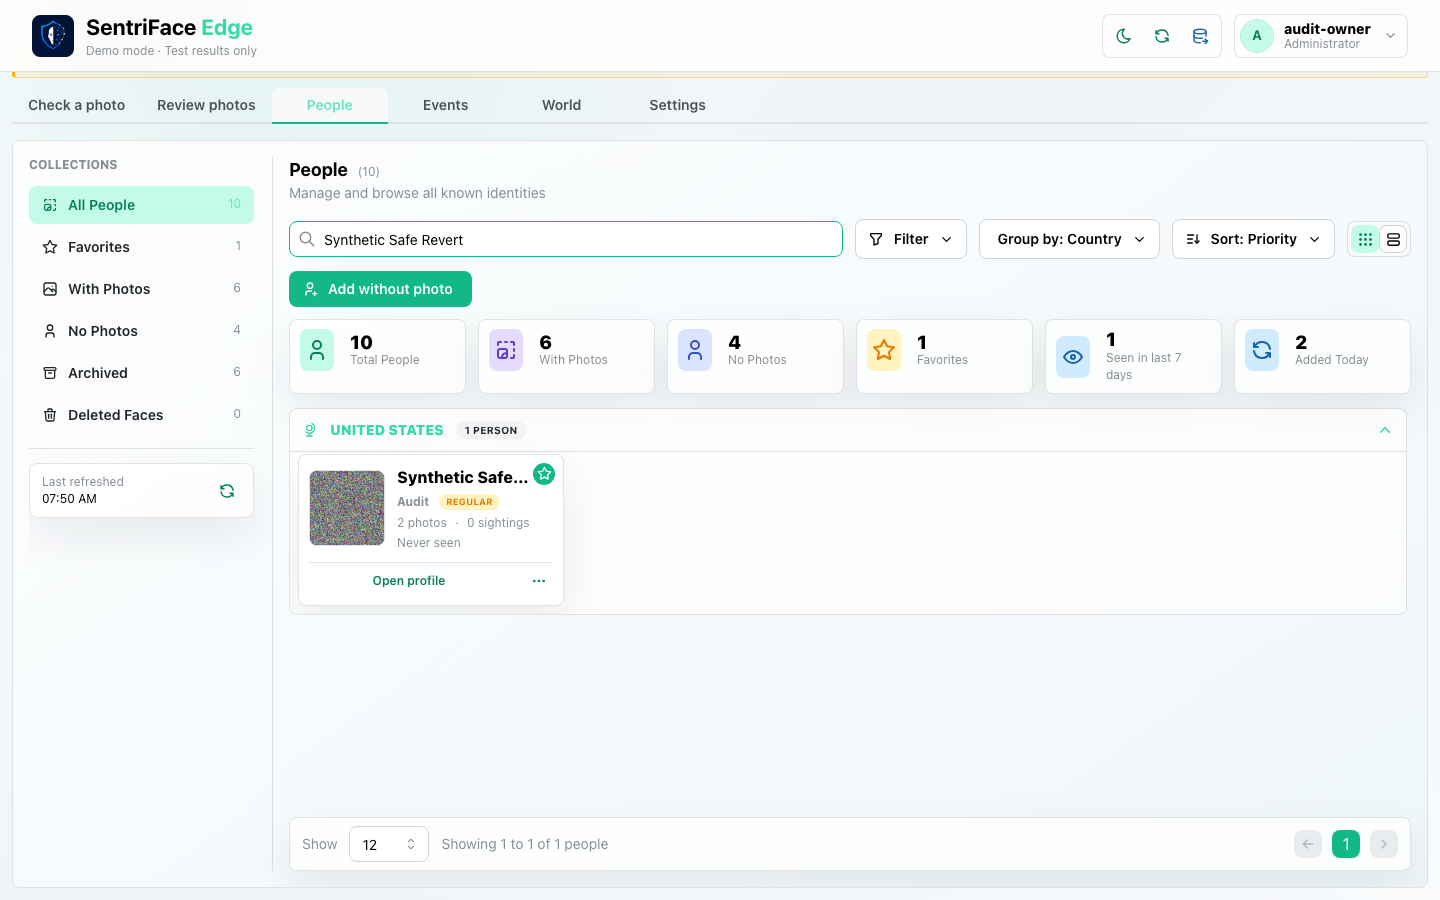 SentriFace Edge
Demo mode · Test results only
A
audit-owner
Administrator
Check a photo
Review photos
People
Events
World
Settings
COLLECTIONS
All People 10
Favorites 1
With Photos 6
No Photos 4
Archived 6
Deleted Faces 0
Last refreshed
07:50 AM
People (10)
Manage and browse all known identities
Synthetic Safe Revert
Filter
Group by: Country
Sort: Priority
Add without photo
10
Total People
6
With Photos
4
No Photos
1
Favorites
1
Seen in last 7
days
2
Added Today
UNITED STATES 1 PERSON
Synthetic Safe...
Audit REGULAR
2 photos · 0 sightings
Never seen
Open profile
Show 12 Showing 1 to 1 of 1 people
1